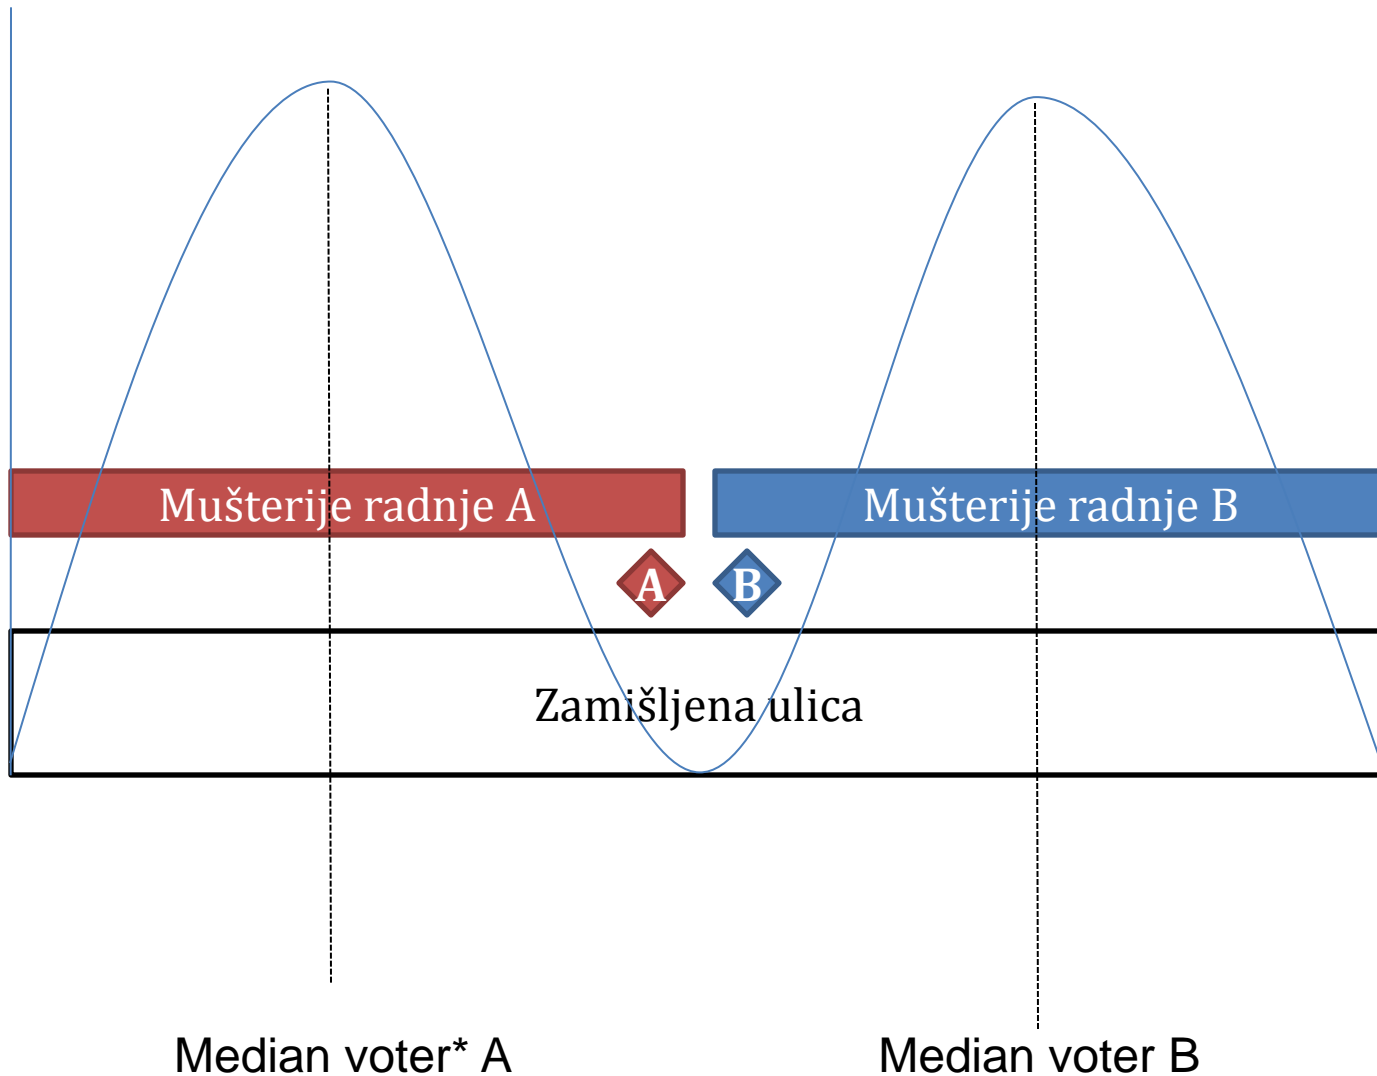 Mušterije radnje A
Mušterije radnje B
A
B
Zamišljena ulica
Median voter* A
Median voter B